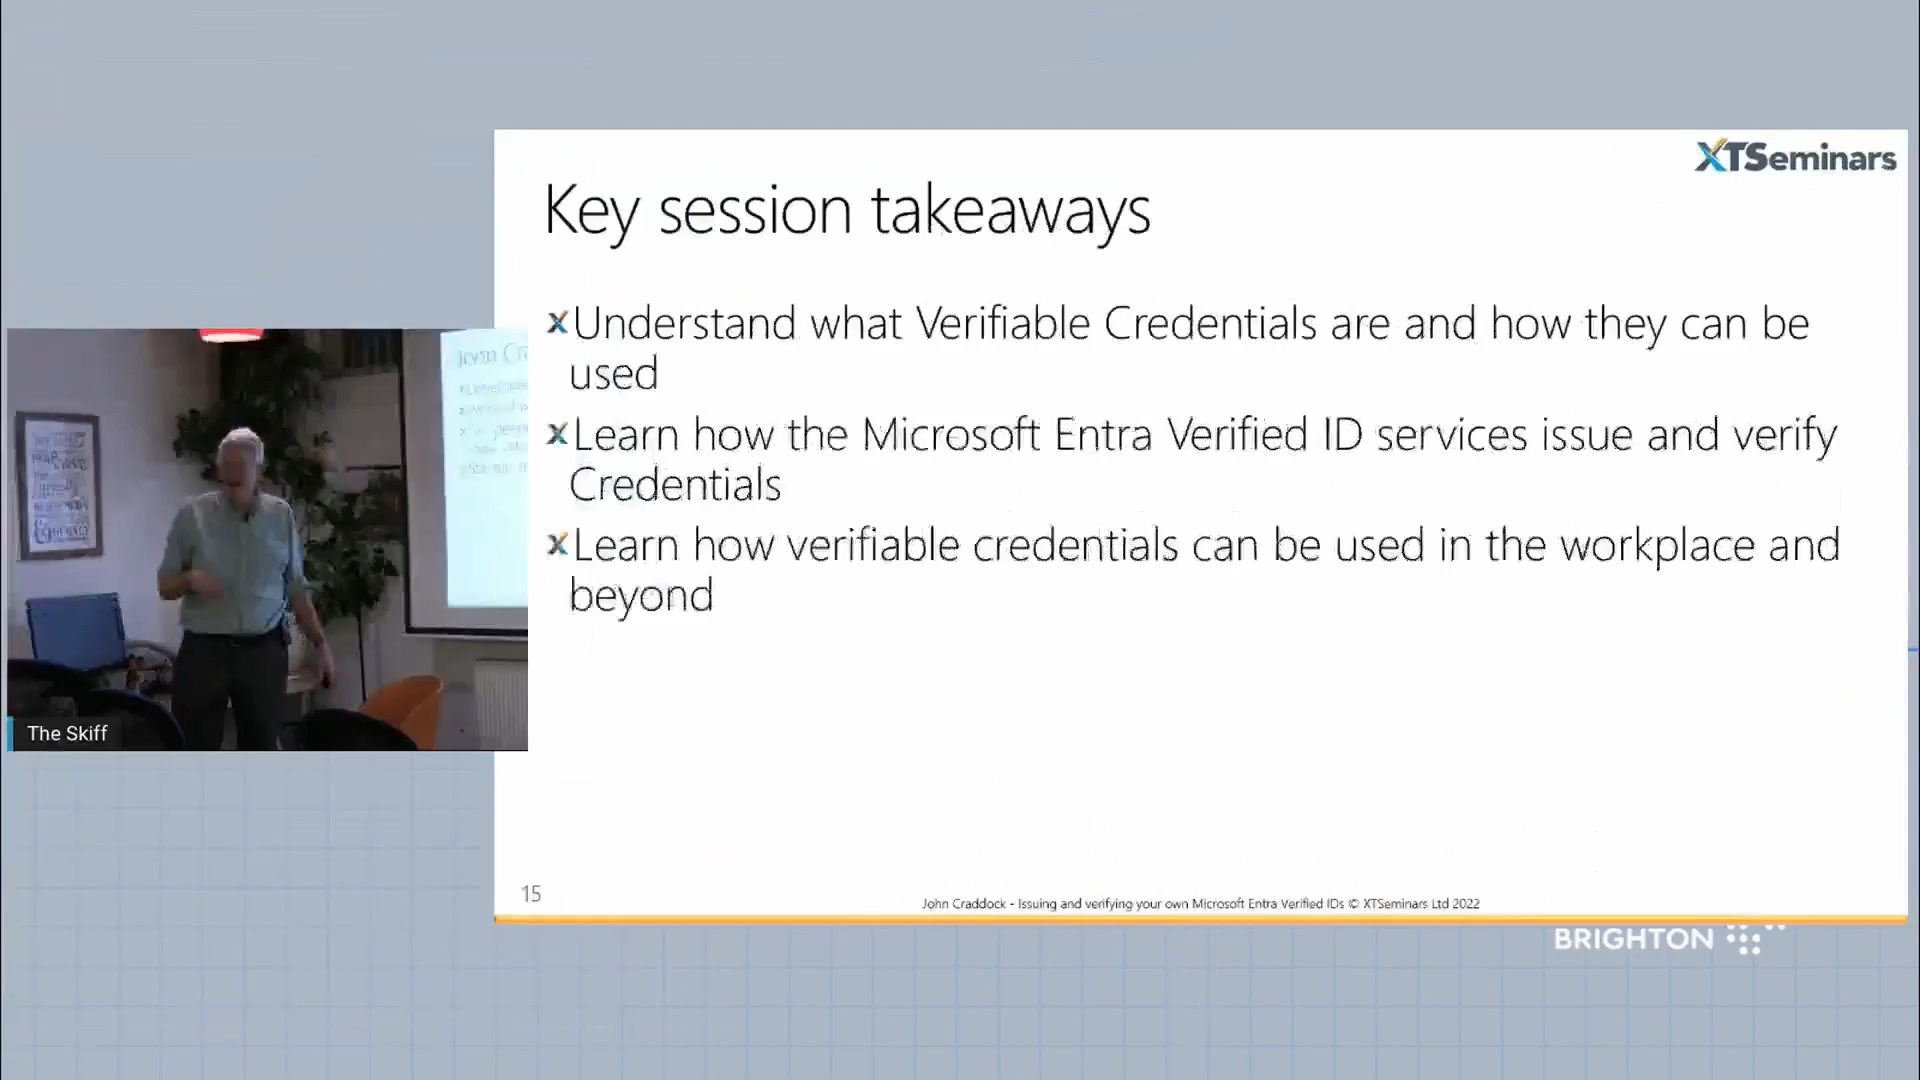 XTSeminars
Key session takeaways
Understand what Verifiable Credentials are and how they can be
used
Learn how the Microsoft Entra Verified ID services issue and verify
Credentials
Learn how verifiable credentials can be used in the workplace and
beyond
The Skiff
15
John Craddock - Issuing and verifying your own Microsoft Entra Verified IDs © XTSeminars Ltd 2022
BRIGHTON